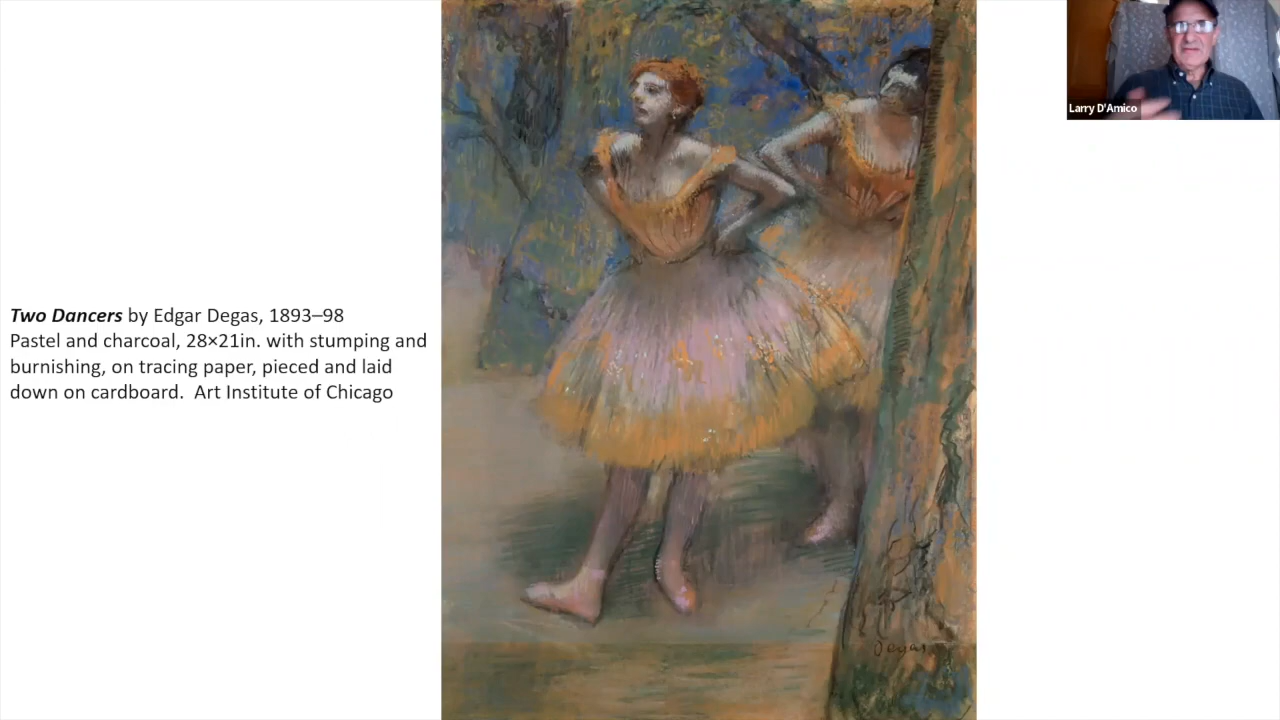 Two Dancers by Edgar Degas, 1893–98
Pastel and charcoal, 28×21in. with stumping and
burnishing, on tracing paper, pieced and laid
down on cardboard.  Art Institute of Chicago
Larry D'Amico
Degas